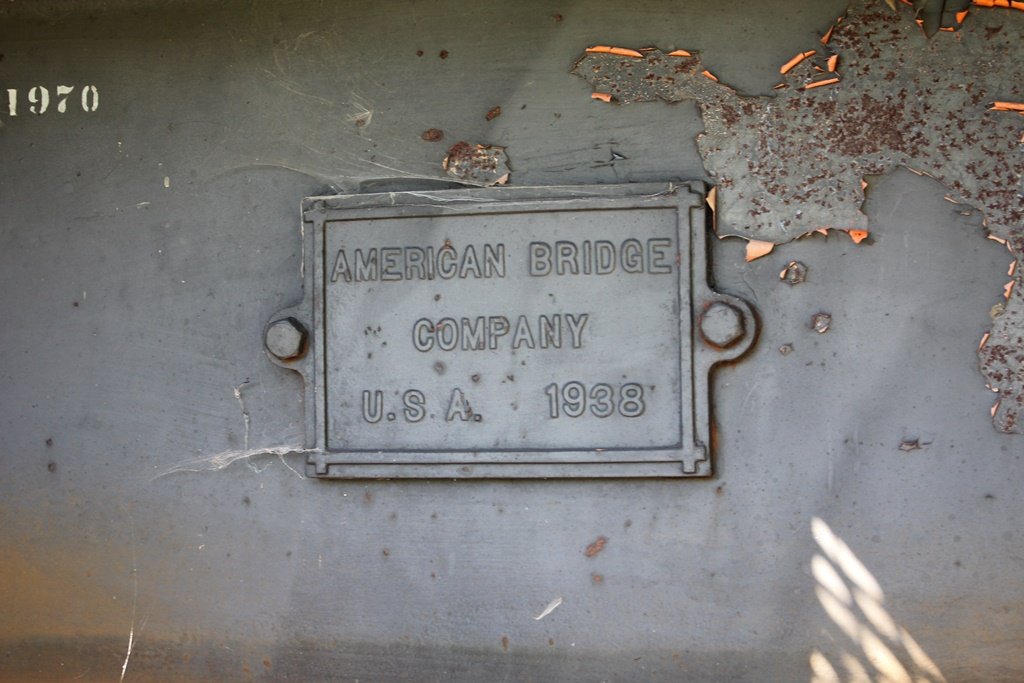 1970
AMERICAN BRIDGE
COMPANY
U.S.A. 1938